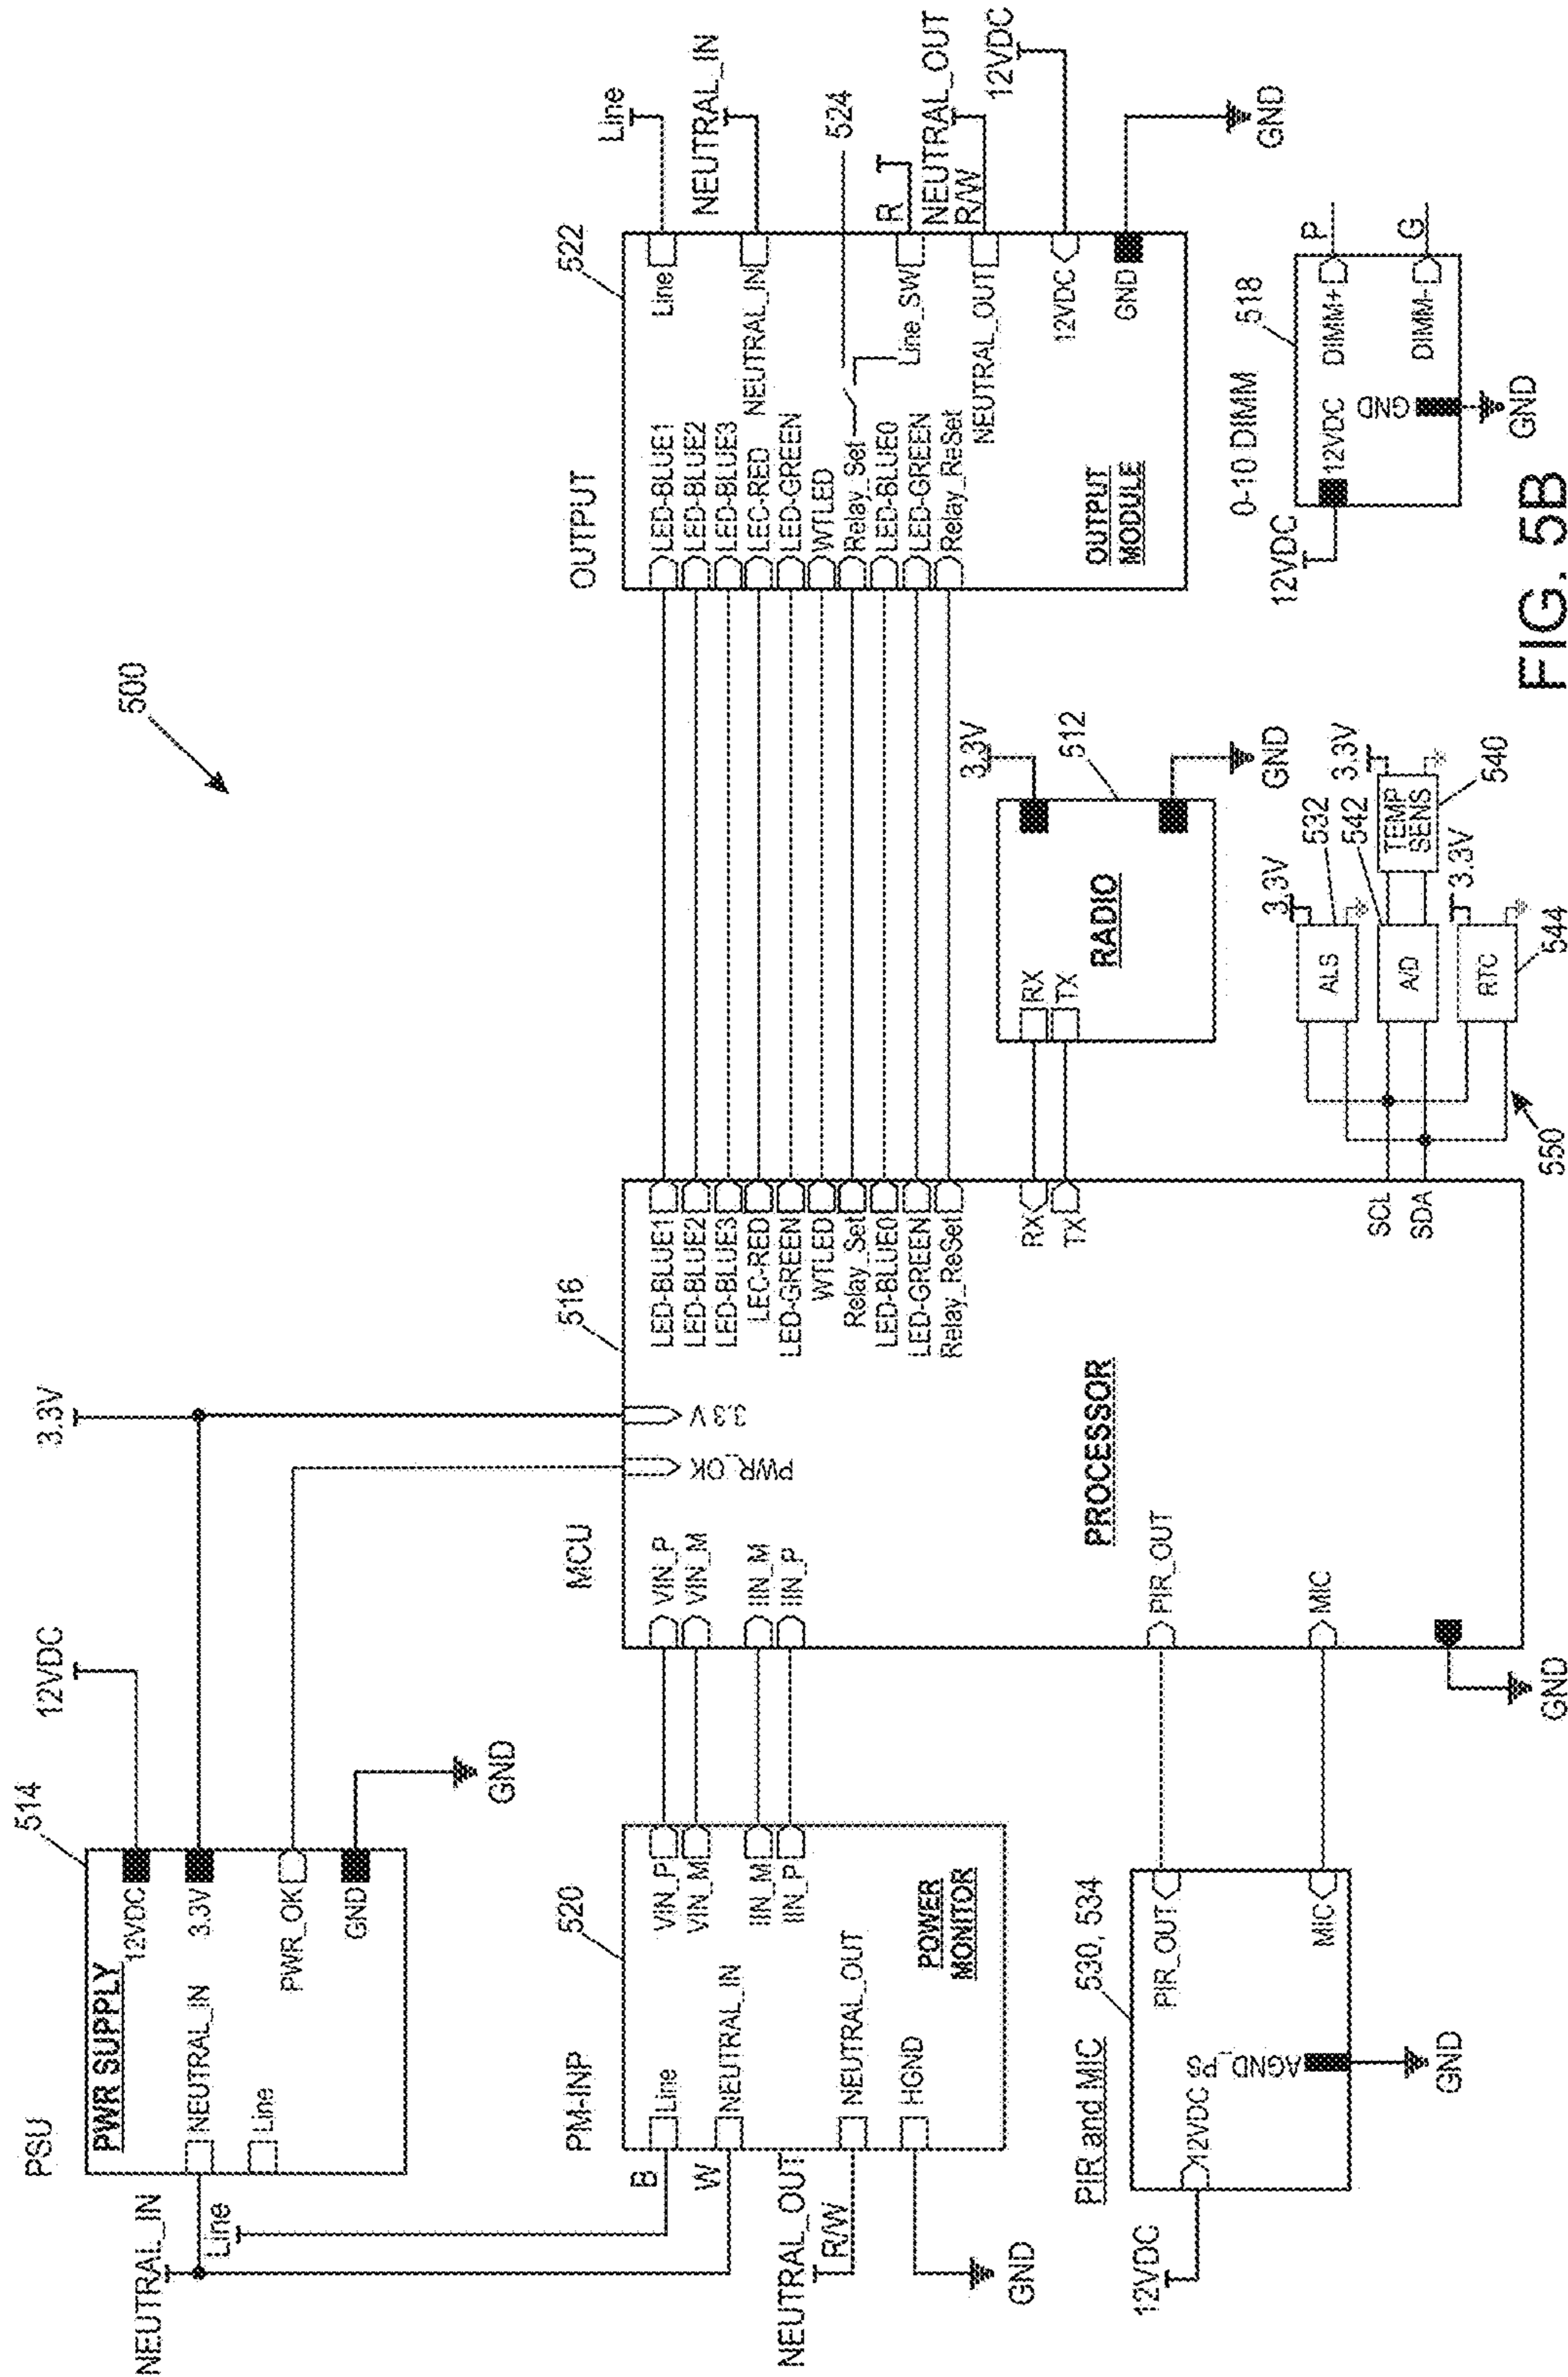 500
PSU
PWR SUPPLY
514
NEUTRAL_IN
Line
12VDC
3.3V
PWR_OK
GND
12VDC
3.3V
GND
NEUTRAL_IN
Line
B
W
NEUTRAL_OUT
R/W
GND
PM-INP
520
Line
NEUTRAL_IN
NEUTRAL_OUT
HGND
VIN_P
VIN_M
IIN_M
IIN_P
POWER
MONITOR
PIR and MIC
530, 534
12VDC
12VDC
AGND_PS
GND
PIR_OUT
MIC
MCU
516
VIN_P
VIN_M
IIN_M
IIN_P
PWR_OK
3.3 V
PIR_OUT
MIC
GND
PROCESSOR
LED-BLUE1
LED-BLUE2
LED-BLUE3
LEC-RED
LED-GREEN
WTLED
Relay_Set
LED-BLUE0
LED-GREEN
Relay_ReSet
RX
TX
SCL
SDA
RX
TX
RADIO
512
3.3V
GND
550
ALS
A/D
RTC
3.3V
532
542
TEMP
SENS
3.3V
3.3V
540
544
OUTPUT
522
LED-BLUE1
LED-BLUE2
LED-BLUE3
LEC-RED
LED-GREEN
WTLED
Relay_Set
LED-BLUE0
LED-GREEN
Relay_ReSet
OUTPUT
MODULE
Line
NEUTRAL_IN
Line_SW
NEUTRAL_OUT
12VDC
GND
Line
NEUTRAL_IN
524
R
NEUTRAL_OUT
R/W
12VDC
GND
0-10 DIMM
518
12VDC
12VDC
GND
GND
DIMM+
DIMM-
P
G
FIG. 5B